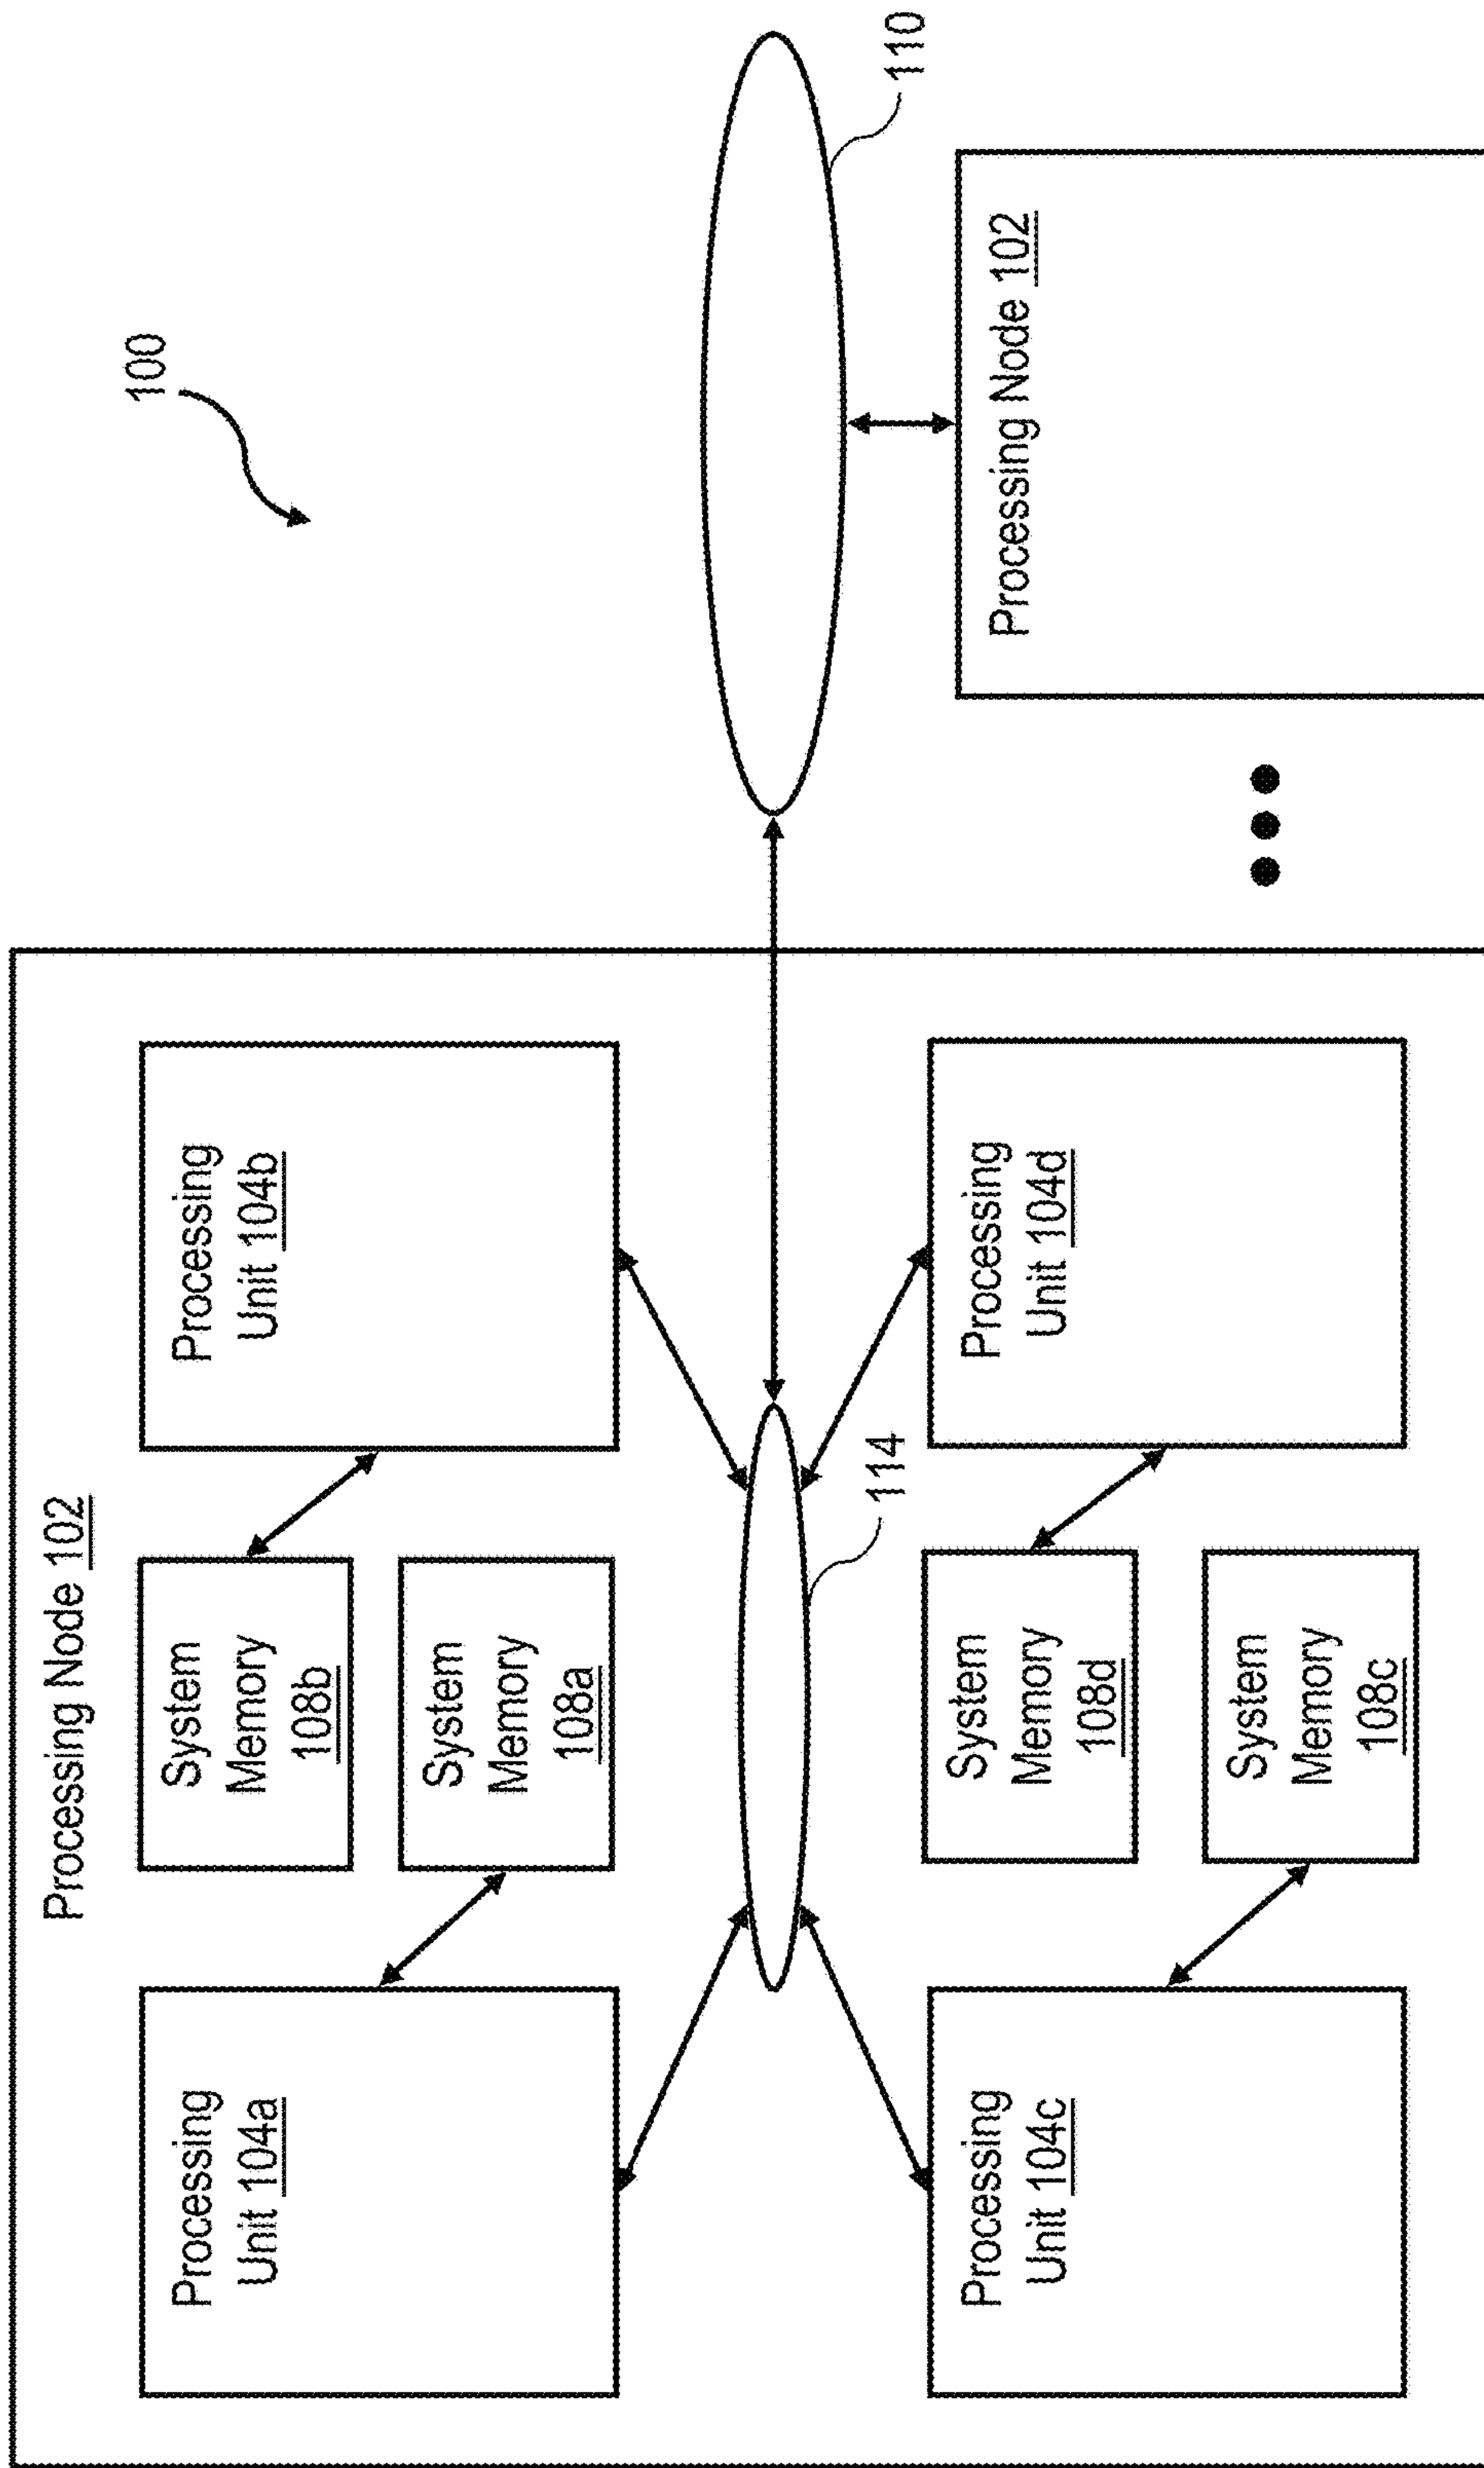 100
110
Processing Node 102
Processing
Unit 104a
System
Memory
108b
System
Memory
108a
Processing
Unit 104b
114
Processing
Unit 104c
System
Memory
108d
System
Memory
108c
Processing
Unit 104d
Processing Node 102